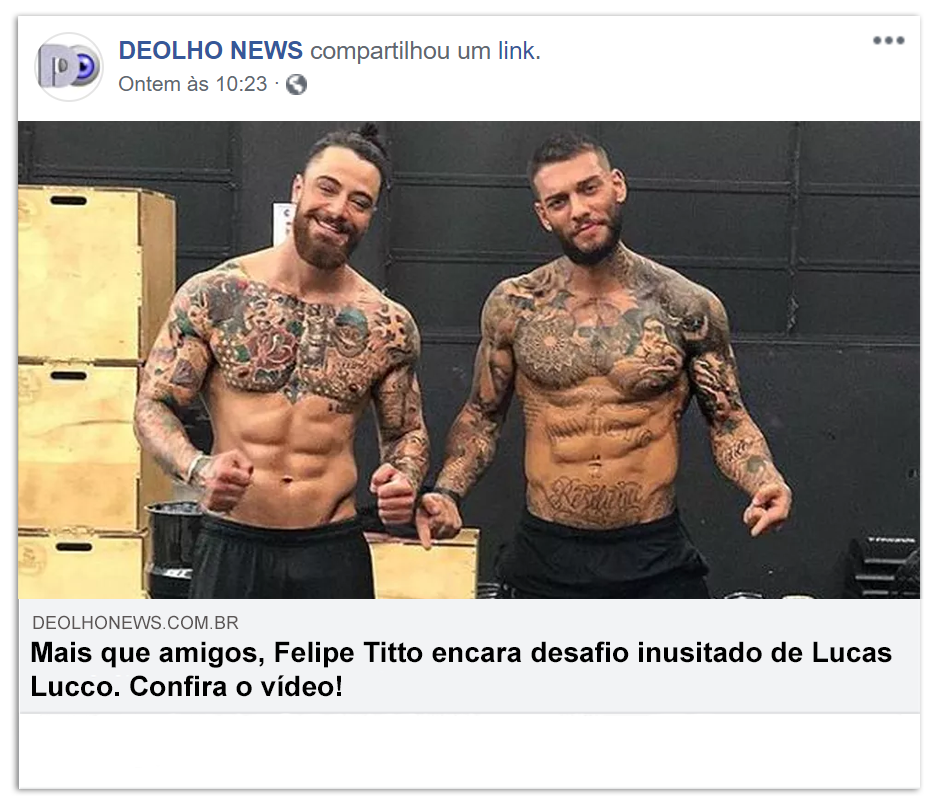 DEOLHO NEWS compartilhou um link.
Ontem às 10:23 ·
DEOLHONEWS.COM.BR
Mais que amigos, Felipe Titto encara desafio inusitado de Lucas
Lucco. Confira o vídeo!